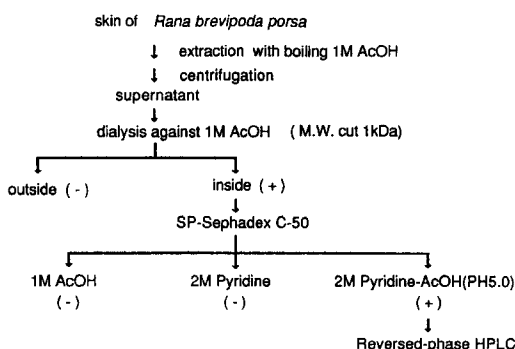 skin of Rana brevipoda porsa
extraction with boiling 1M AcOH
centrifugation
supernatant
dialysis against 1M AcOH ( M.W. cut 1kDa)
outside ( - ) inside ( + )
SP-Sephadex C-50
1M AcOH 2M Pyridine 2M Pyridine-AcOH(PH5.0)
( - ) ( - ) ( + )
Reversed-phase HPLC